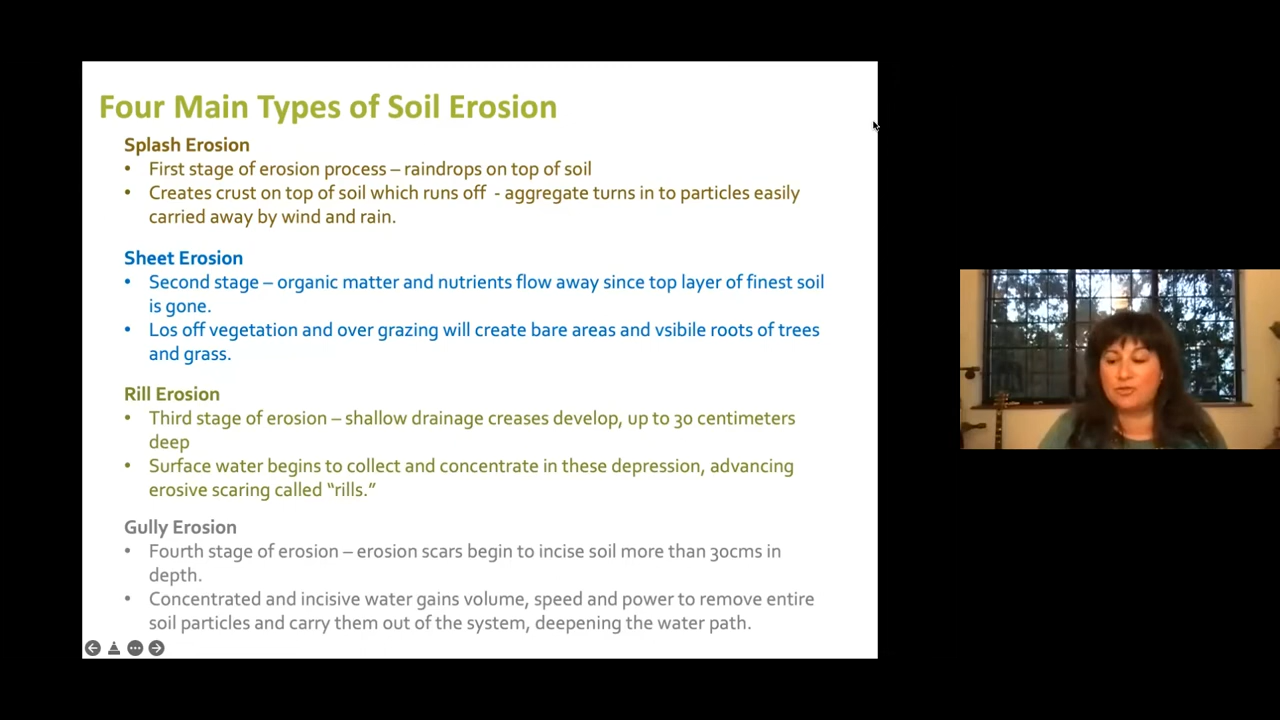 Four Main Types of Soil Erosion
Splash Erosion
• First stage of erosion process – raindrops on top of soil
• Creates crust on top of soil which runs off - aggregate turns in to particles easily
carried away by wind and rain.
Sheet Erosion
• Second stage – organic matter and nutrients flow away since top layer of finest soil
is gone.
• Los off vegetation and over grazing will create bare areas and vsibile roots of trees
and grass.
Rill Erosion
• Third stage of erosion – shallow drainage creases develop, up to 30 centimeters
deep
• Surface water begins to collect and concentrate in these depression, advancing
erosive scaring called “rills.”
Gully Erosion
• Fourth stage of erosion – erosion scars begin to incise soil more than 30cms in
depth.
• Concentrated and incisive water gains volume, speed and power to remove entire
soil particles and carry them out of the system, deepening the water path.